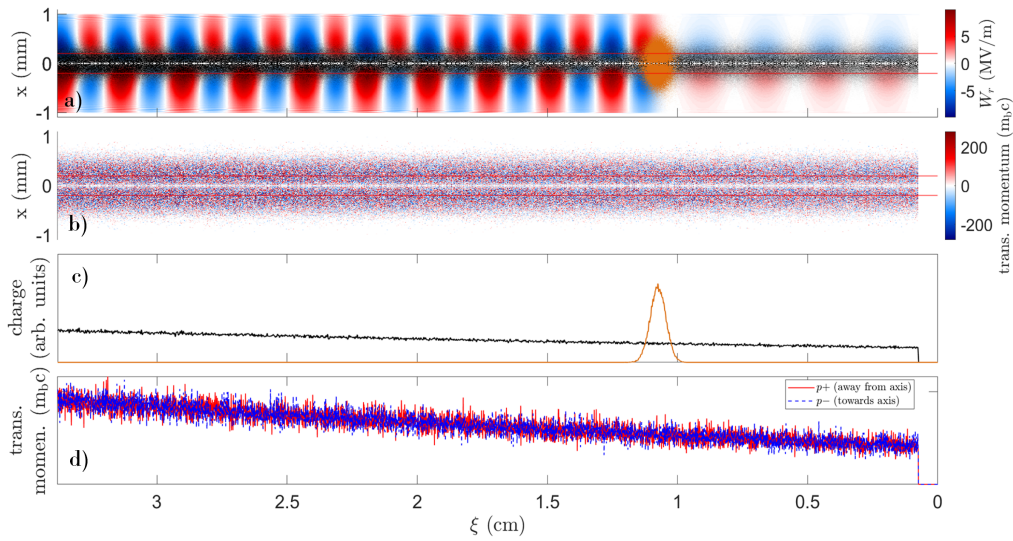 1
0
-1
x (mm)
a)
5
0
-5
W_r (MV/m)
1
0
-1
x (mm)
b)
200
0
-200
trans. momentum (m_bc)
c)
charge
(arb. units)
p+ (away from axis)
p− (towards axis)
d)
trans.
momen. (m_bc)
3
2.5
2
1.5
1
0.5
0
ξ (cm)